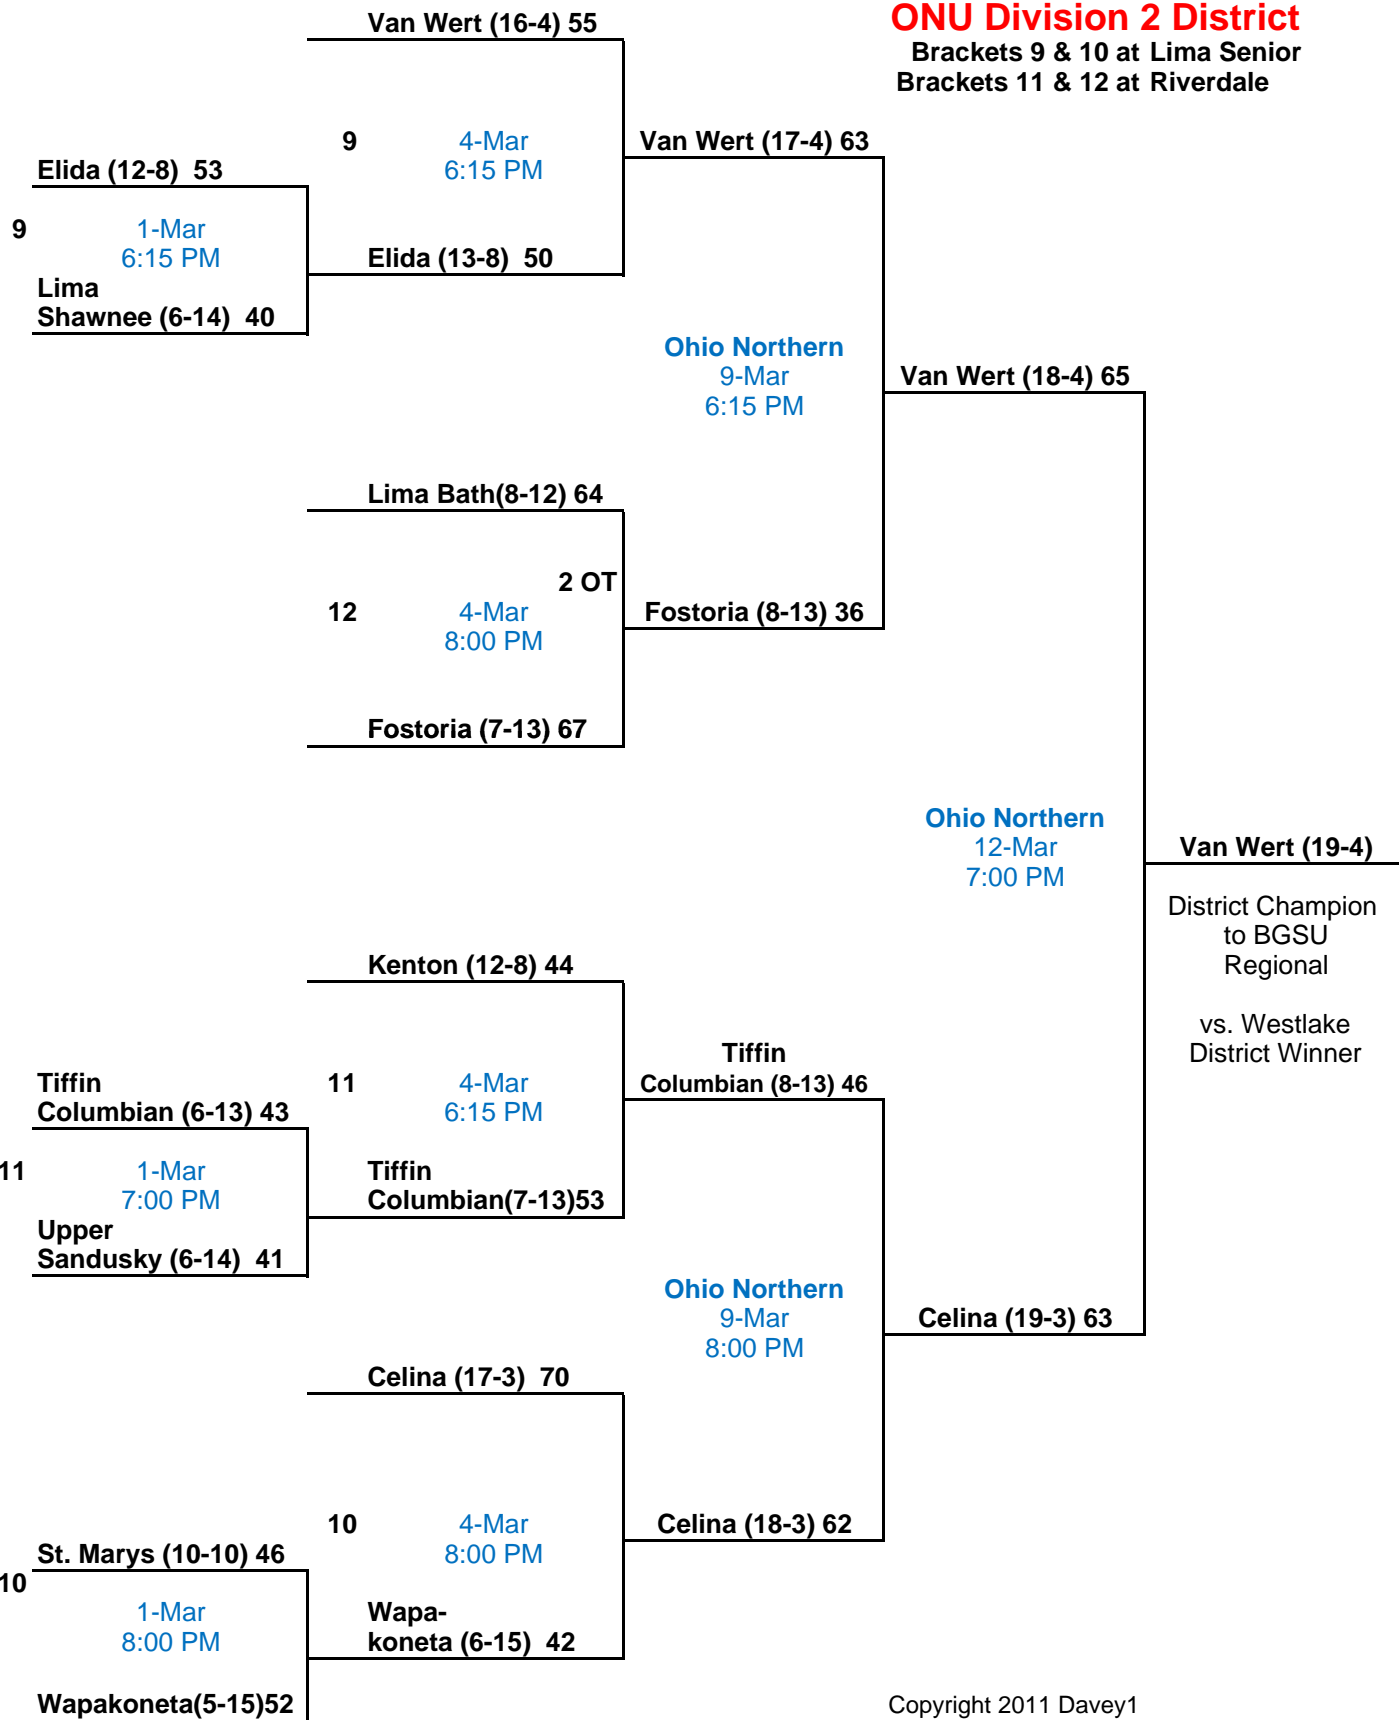 Van Wert (16-4) 55
ONU Division 2 District
Brackets 9 & 10 at Lima Senior
Brackets 11 & 12 at Riverdale
9
4-Mar
6:15 PM
Van Wert (17-4) 63
Elida (12-8) 53
9
1-Mar
6:15 PM
Elida (13-8) 50
Lima
Shawnee (6-14) 40
Ohio Northern
9-Mar
6:15 PM
Van Wert (18-4) 65
Lima Bath(8-12) 64
2 OT
12
4-Mar
8:00 PM
Fostoria (8-13) 36
Fostoria (7-13) 67
Ohio Northern
12-Mar
7:00 PM
Van Wert (19-4)
District Champion
to BGSU
Regional
vs. Westlake
District Winner
Kenton (12-8) 44
Tiffin
Columbian (6-13) 43
11
4-Mar
6:15 PM
Tiffin
Columbian (8-13) 46
11
1-Mar
7:00 PM
Tiffin
Columbian(7-13)53
Upper
Sandusky (6-14) 41
Ohio Northern
9-Mar
8:00 PM
Celina (19-3) 63
Celina (17-3) 70
10
4-Mar
8:00 PM
Celina (18-3) 62
St. Marys (10-10) 46
10
1-Mar
8:00 PM
Wapa-
koneta (6-15) 42
Wapakoneta(5-15)52
Copyright 2011 Davey1